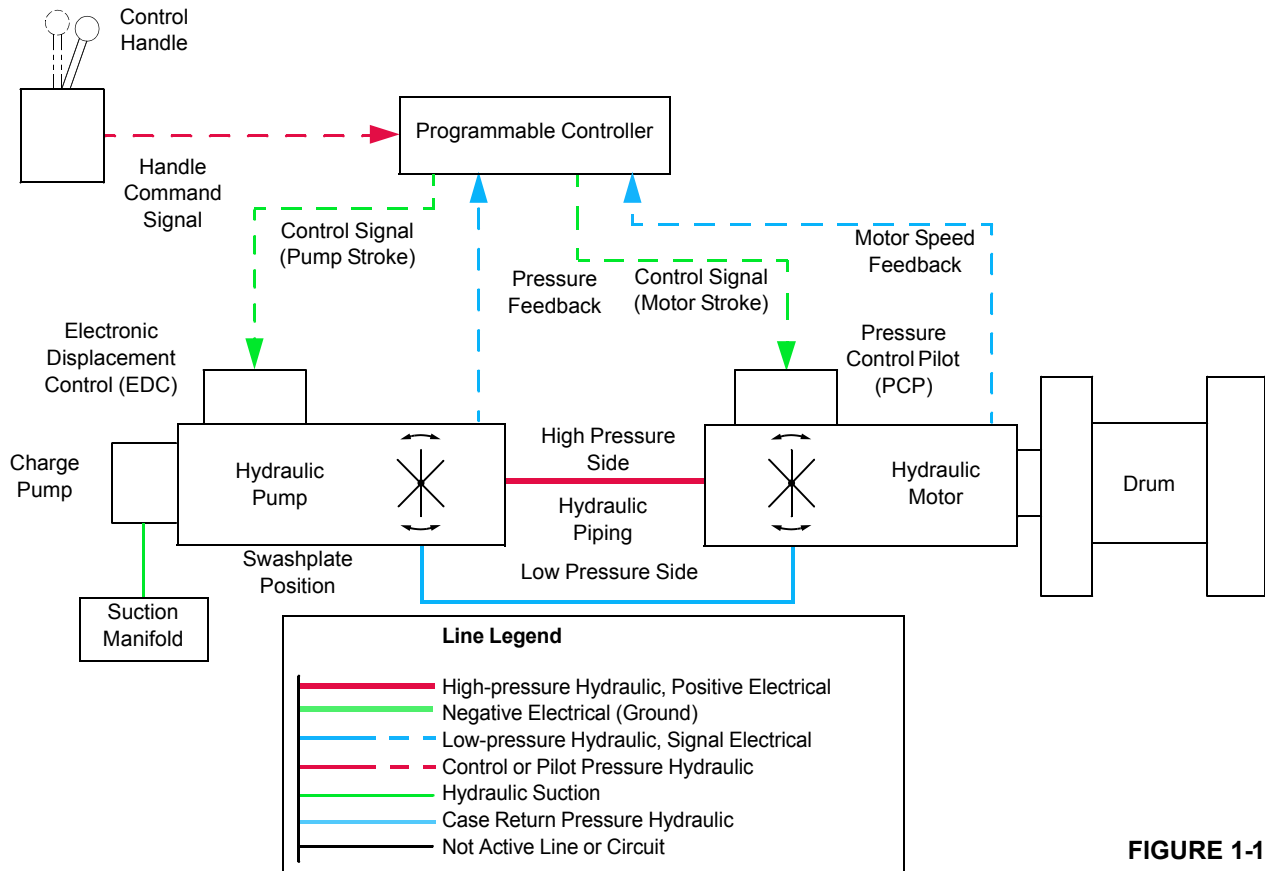 Control
Handle
Programmable Controller
Handle
Command
Signal
Control Signal
(Pump Stroke)
Pressure
Feedback
Control Signal
(Motor Stroke)
Motor Speed
Feedback
Electronic
Displacement
Control (EDC)
Pressure
Control Pilot
(PCP)
Charge
Pump
Hydraulic
Pump
High Pressure
Side
Hydraulic
Piping
Hydraulic
Motor
Drum
Swashplate
Position
Low Pressure Side
Suction
Manifold
Line Legend
High-pressure Hydraulic, Positive Electrical
Negative Electrical (Ground)
Low-pressure Hydraulic, Signal Electrical
Control or Pilot Pressure Hydraulic
Hydraulic Suction
Case Return Pressure Hydraulic
Not Active Line or Circuit
FIGURE 1-1